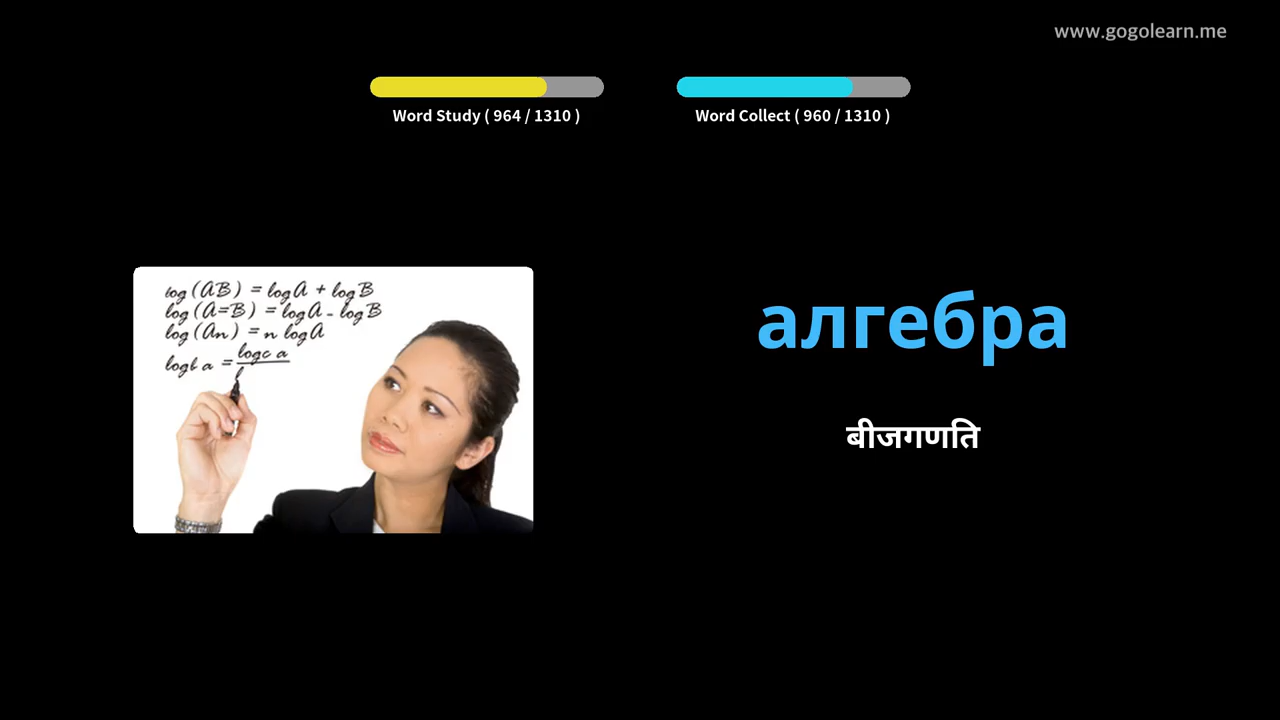 www.gogolearn.me
Word Study ( 964 / 1310 )
Word Collect ( 960 / 1310 )
log (AB) = logA + logB
log (A=B) = logA - logB
log (An) = n logA
logb a = logc a
алгебра
बीजगणति